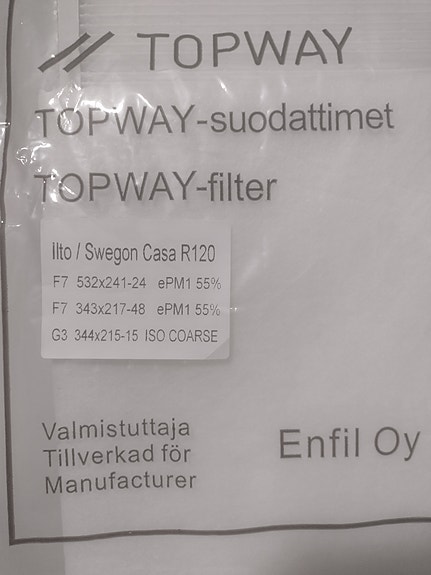 TOPWAY
TOPWAY-suodattimet
TOPWAY-filter
ilto / Swegon Casa R120
F7 532x241-24 ePM1 55%
F7 343x217-48 ePM1 55%
G3 344x215-15 ISO COARSE
Valmistuttaja
Tillverkad för
Manufacturer
Enfil Oy